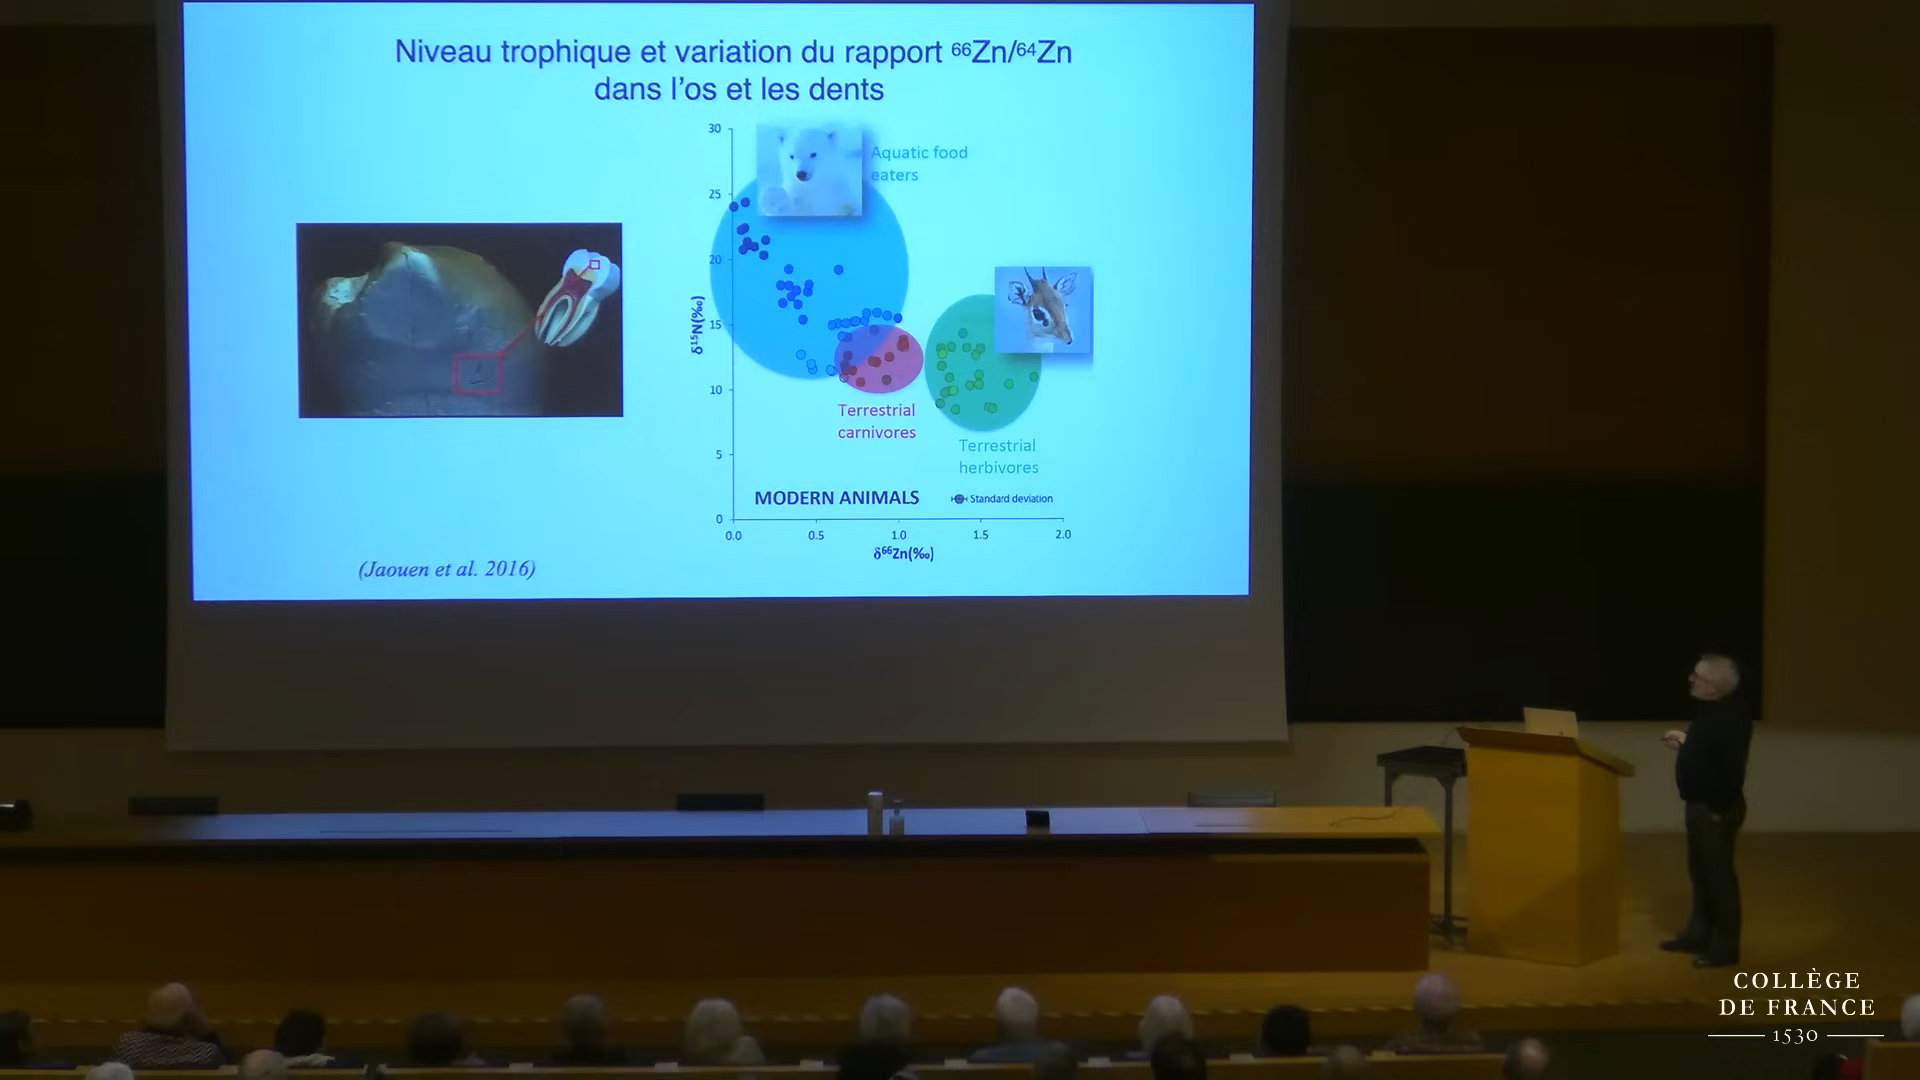 Niveau trophique et variation du rapport ⁶⁶Zn/⁶⁴Zn
dans l'os et les dents
30
25
20
15
10
5
0
δ¹⁵N(‰)
Aquatic food
eaters
Terrestrial
carnivores
Terrestrial
herbivores
MODERN ANIMALS
Standard deviation
0.0
0.5
1.0
1.5
2.0
δ⁶⁶Zn(‰)
(Jaouen et al. 2016)
COLLÈGE
DE FRANCE
1530